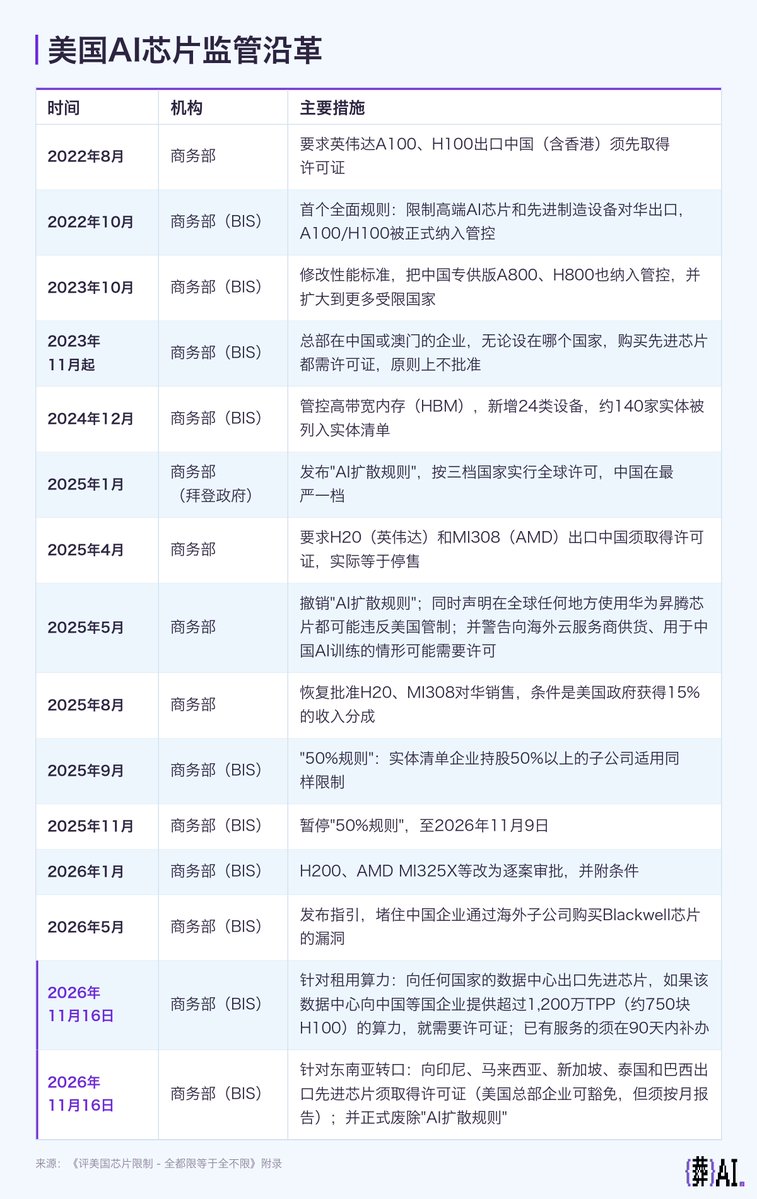 美国AI芯片监管沿革
时间 机构 主要措施
2022年8月 商务部 要求英伟达A100、H100出口中国（含香港）须先取得
许可证
2022年10月 商务部（BIS） 首个全面规则：限制高端AI芯片和先进制造设备对华出口，
A100/H100被正式纳入管控
2023年10月 商务部（BIS） 修改性能标准，把中国专供版A800、H800也纳入管控，并
扩大到更多受限国家
2023年
11月起 商务部（BIS） 总部在中国或澳门的企业，无论设在哪个国家，购买先进芯片
都需许可证，原则上不批准
2024年12月 商务部（BIS） 管控高带宽内存（HBM），新增24类设备，约140家实体被
列入实体清单
2025年1月 商务部
（拜登政府） 发布"AI扩散规则"，按三档国家实行全球许可，中国在最
严一档
2025年4月 商务部 要求H20（英伟达）和MI308（AMD）出口中国须取得许可
证，实际等于停售
2025年5月 商务部 撤销"AI扩散规则"；同时声明在全球任何地方使用华为昇腾芯
片都可能违反美国管制；并警告向海外云服务商供货、用于中
国AI训练的情形可能需要许可
2025年8月 商务部 恢复批准H20、MI308对华销售，条件是美国政府获得15%
的收入分成
2025年9月 商务部（BIS） "50%规则"：实体清单企业持股50%以上的子公司适用同
样限制
2025年11月 商务部（BIS） 暂停"50%规则"，至2026年11月9日
2026年1月 商务部（BIS） H200、AMD MI325X等改为逐案审批，并附条件
2026年5月 商务部（BIS） 发布指引，堵住中国企业通过海外子公司购买Blackwell芯片
的漏洞
2026年
11月16日 商务部（BIS） 针对租用算力：向任何国家的数据中心出口先进芯片，如果该
数据中心向中国等国企业提供超过1,200万TPP（约750块
H100）的算力，就需要许可证；已有服务的须在90天内补办
2026年
11月16日 商务部（BIS） 针对东南亚转口：向印尼、马来西亚、新加坡、泰国和巴西出
口先进芯片须取得许可证（美国总部企业可豁免，但须按月报
告）；并正式废除"AI扩散规则"
来源：《评美国芯片限制 - 全都限等于全不限》附录
{葬}AI.